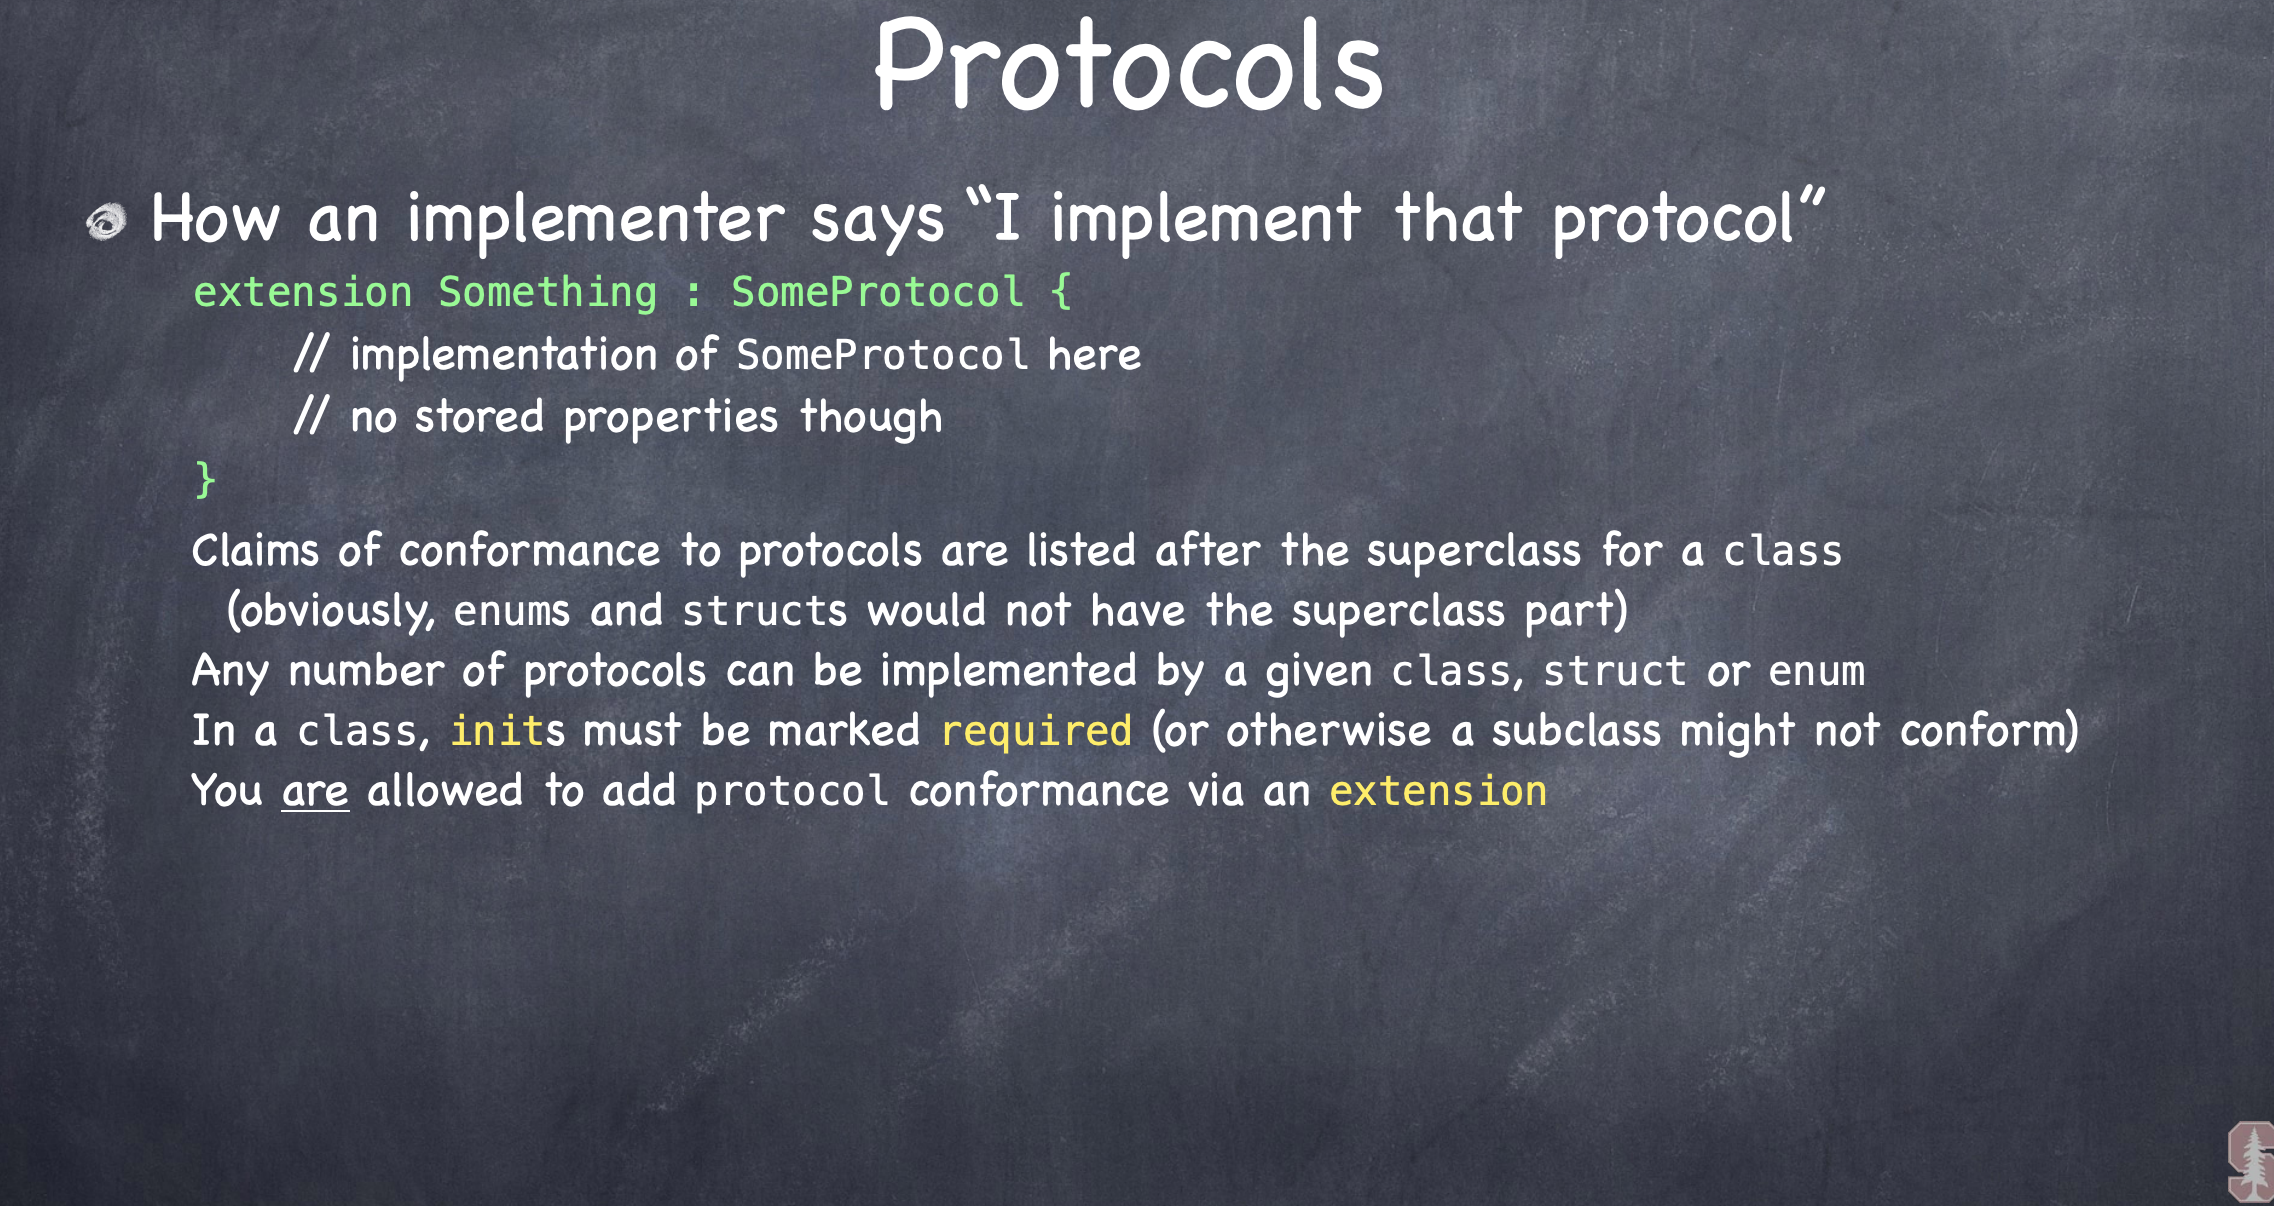 Protocols
How an implementer says “I implement that protocol”
extension Something : SomeProtocol {
// implementation of SomeProtocol here
// no stored properties though
}
Claims of conformance to protocols are listed after the superclass for a class
(obviously, enums and structs would not have the superclass part)
Any number of protocols can be implemented by a given class, struct or enum
In a class, inits must be marked required (or otherwise a subclass might not conform)
You are allowed to add protocol conformance via an extension